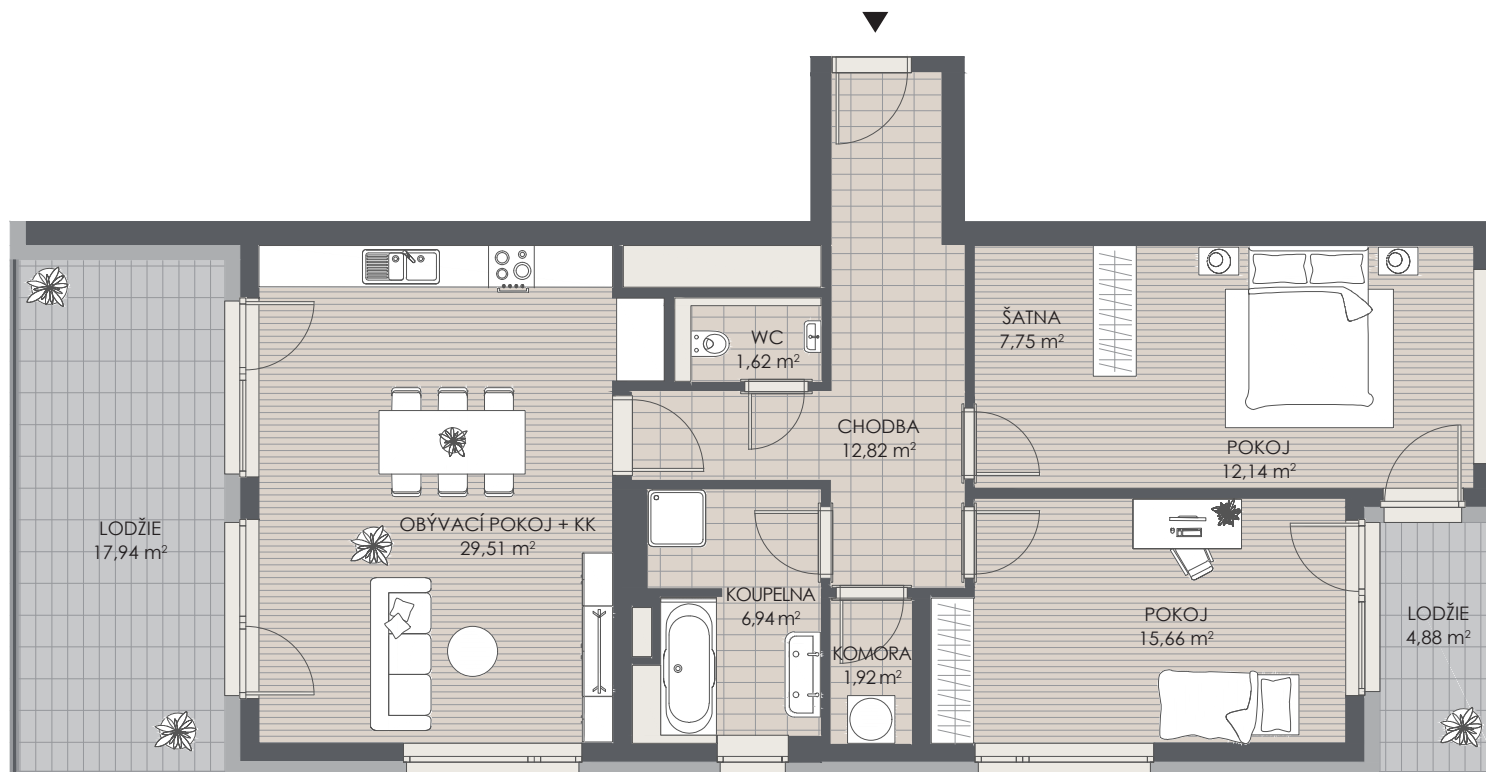 ŠATNA
7,75 m²
WC
1,62 m²
CHODBA
12,82 m²
POKOJ
12,14 m²
LODŽIE
17,94 m²
OBÝVACÍ POKOJ + KK
29,51 m²
KOUPELNA
6,94 m²
POKOJ
15,66 m²
LODŽIE
4,88 m²
KOMORA
1,92 m²